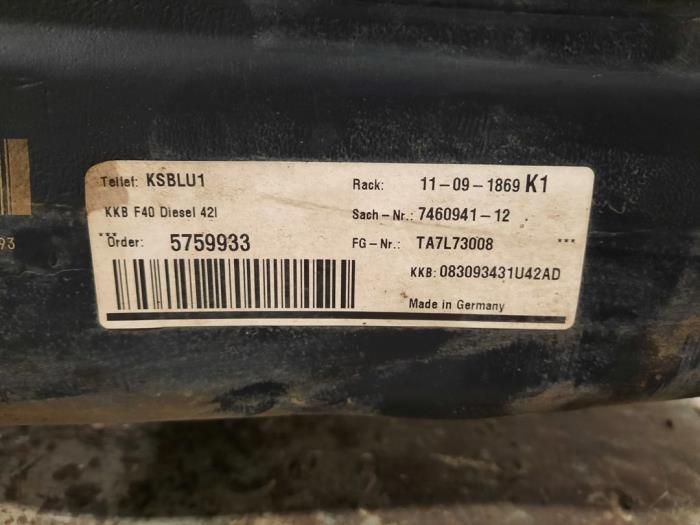 Teilet: KSBLU1
Rack: 11-09-1869 K1
KKB F40 Diesel 42l
Sach-Nr.: 7460941-12
***
Order: 5759933
FG-Nr.: TA7L73008 ***
KKB: 083093431U42AD
Made in Germany
93